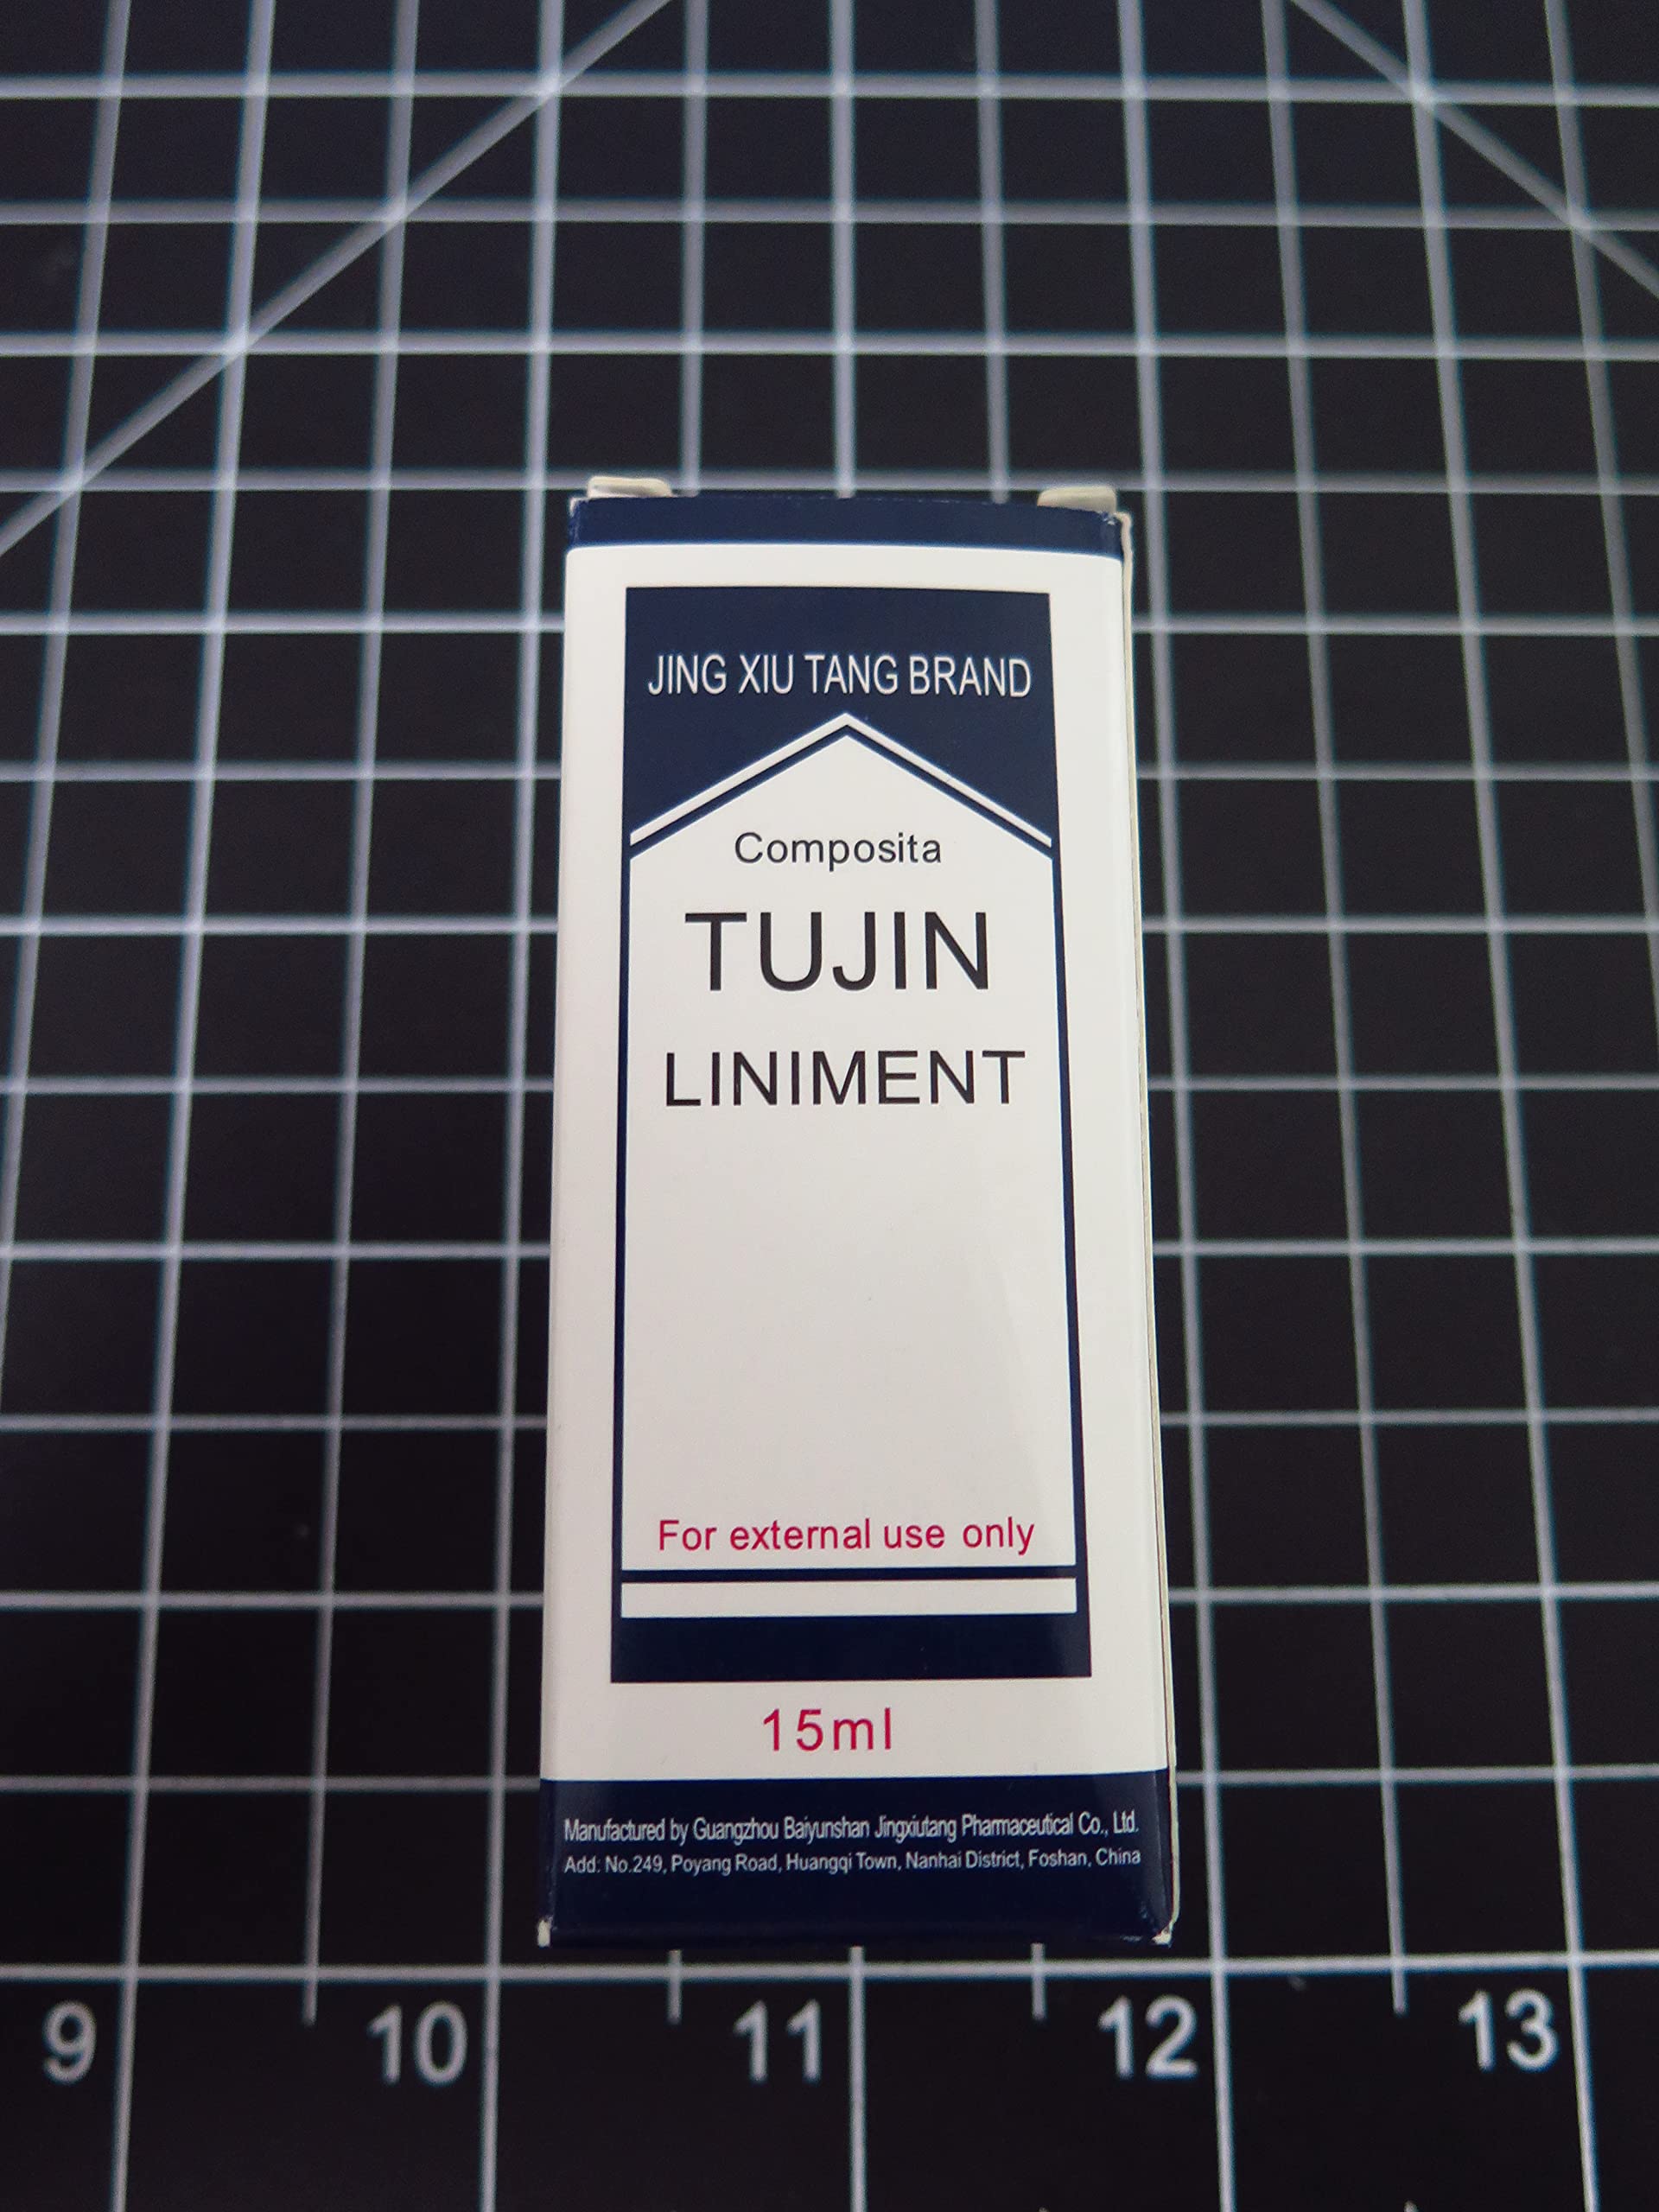 JING XIU TANG BRAND
Composita
TUJIN
LINIMENT
For external use only
15ml
Manufactured by Guangzhou Baiyunshan Jingxiutang Pharmaceutical Co., Ltd.
Add: No.249, Poyang Road, Huangqi Town, Nanhai District, Foshan, China
9 10 11 12 13